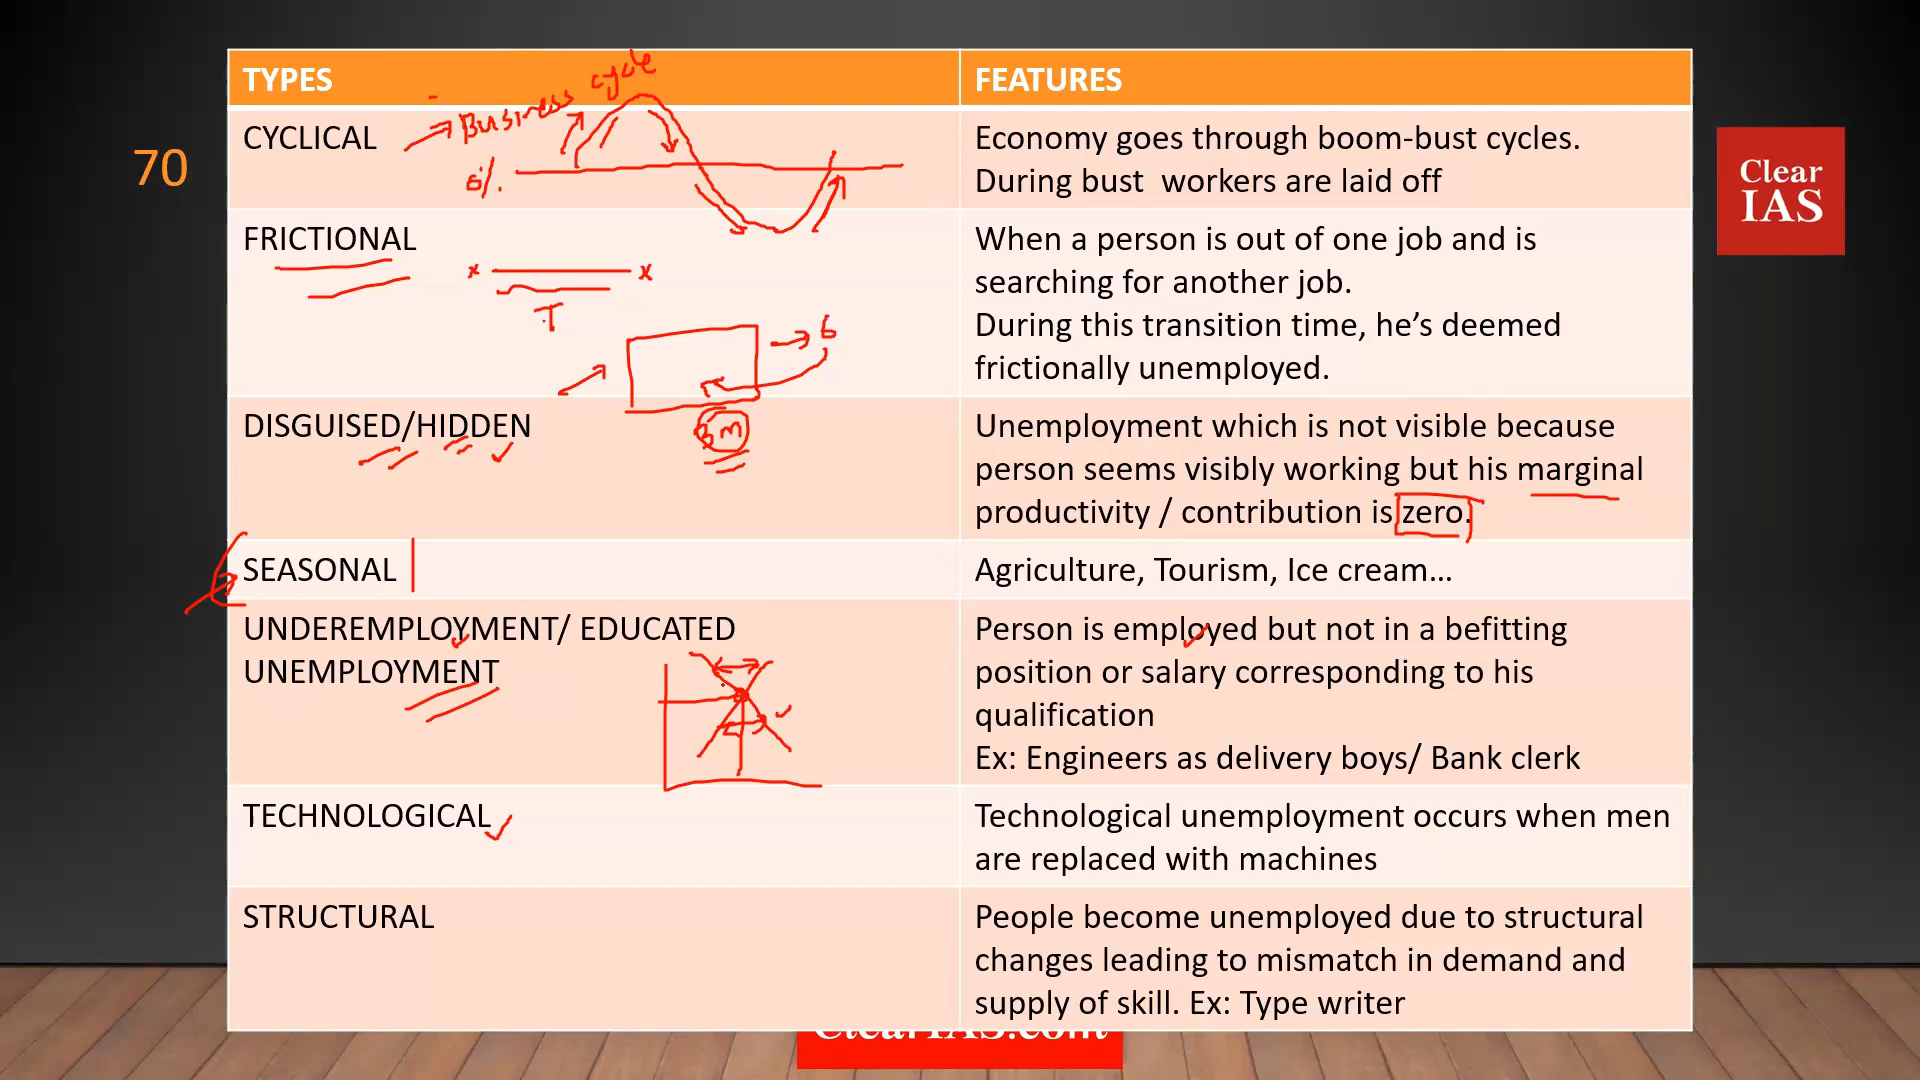 TYPES
FEATURES
70
CYCLICAL
Business cycle
Economy goes through boom-bust cycles.
During bust workers are laid off
Clear
IAS
FRICTIONAL
T
When a person is out of one job and is
searching for another job.
During this transition time, he's deemed
frictionally unemployed.
6
DISGUISED/HIDDEN
3m
Unemployment which is not visible because
person seems visibly working but his marginal
productivity / contribution is zero.
SEASONAL
Agriculture, Tourism, Ice cream...
UNDEREMPLOYMENT/ EDUCATED
UNEMPLOYMENT
Person is employed but not in a befitting
position or salary corresponding to his
qualification
Ex: Engineers as delivery boys/ Bank clerk
TECHNOLOGICAL
Technological unemployment occurs when men
are replaced with machines
STRUCTURAL
People become unemployed due to structural
changes leading to mismatch in demand and
supply of skill. Ex: Type writer
ClearIAS.com